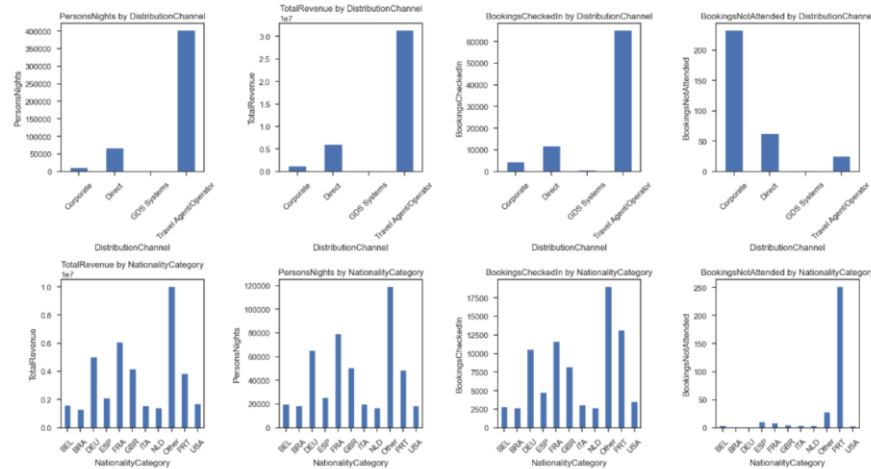 PersonsNights by DistributionChannel
PersonsNights
400000
350000
300000
250000
200000
150000
100000
50000
0
Corporate
Direct
GDS Systems
Travel Agent/Operator
DistributionChannel
TotalRevenue by DistributionChannel
1e7
TotalRevenue
3.0
2.5
2.0
1.5
1.0
0.5
0.0
Corporate
Direct
GDS Systems
Travel Agent/Operator
DistributionChannel
BookingsCheckedIn by DistributionChannel
BookingsCheckedIn
60000
50000
40000
30000
20000
10000
0
Corporate
Direct
GDS Systems
Travel Agent/Operator
DistributionChannel
BookingsNotAttended by DistributionChannel
BookingsNotAttended
200
150
100
50
0
Corporate
Direct
GDS Systems
Travel Agent/Operator
DistributionChannel
TotalRevenue by NationalityCategory
1e7
TotalRevenue
1.0
0.8
0.6
0.4
0.2
0.0
BEL
BRA
DEU
ESP
FRA
GBR
ITA
NLD
Other
PRT
USA
NationalityCategory
PersonsNights by NationalityCategory
PersonsNights
120000
100000
80000
60000
40000
20000
0
BEL
BRA
DEU
ESP
FRA
GBR
ITA
NLD
Other
PRT
USA
NationalityCategory
BookingsCheckedIn by NationalityCategory
BookingsCheckedIn
17500
15000
12500
10000
7500
5000
2500
0
BEL
BRA
DEU
ESP
FRA
GBR
ITA
NLD
Other
PRT
USA
NationalityCategory
BookingsNotAttended by NationalityCategory
BookingsNotAttended
250
200
150
100
50
0
BEL
BRA
DEU
ESP
FRA
GBR
ITA
NLD
Other
PRT
USA
NationalityCategory